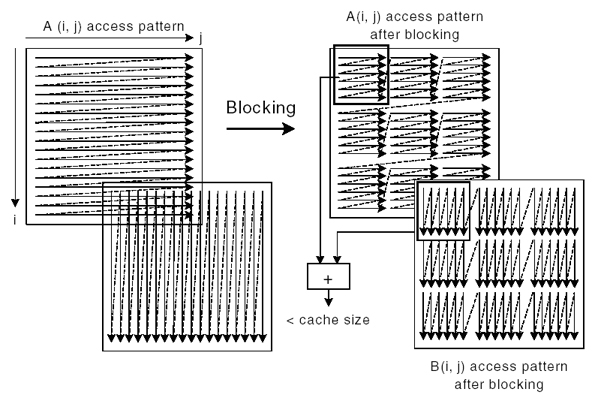 A (i, j) access pattern
j
i
Blocking
A(i, j) access pattern
after blocking
+
< cache size
B(i, j) access pattern
after blocking